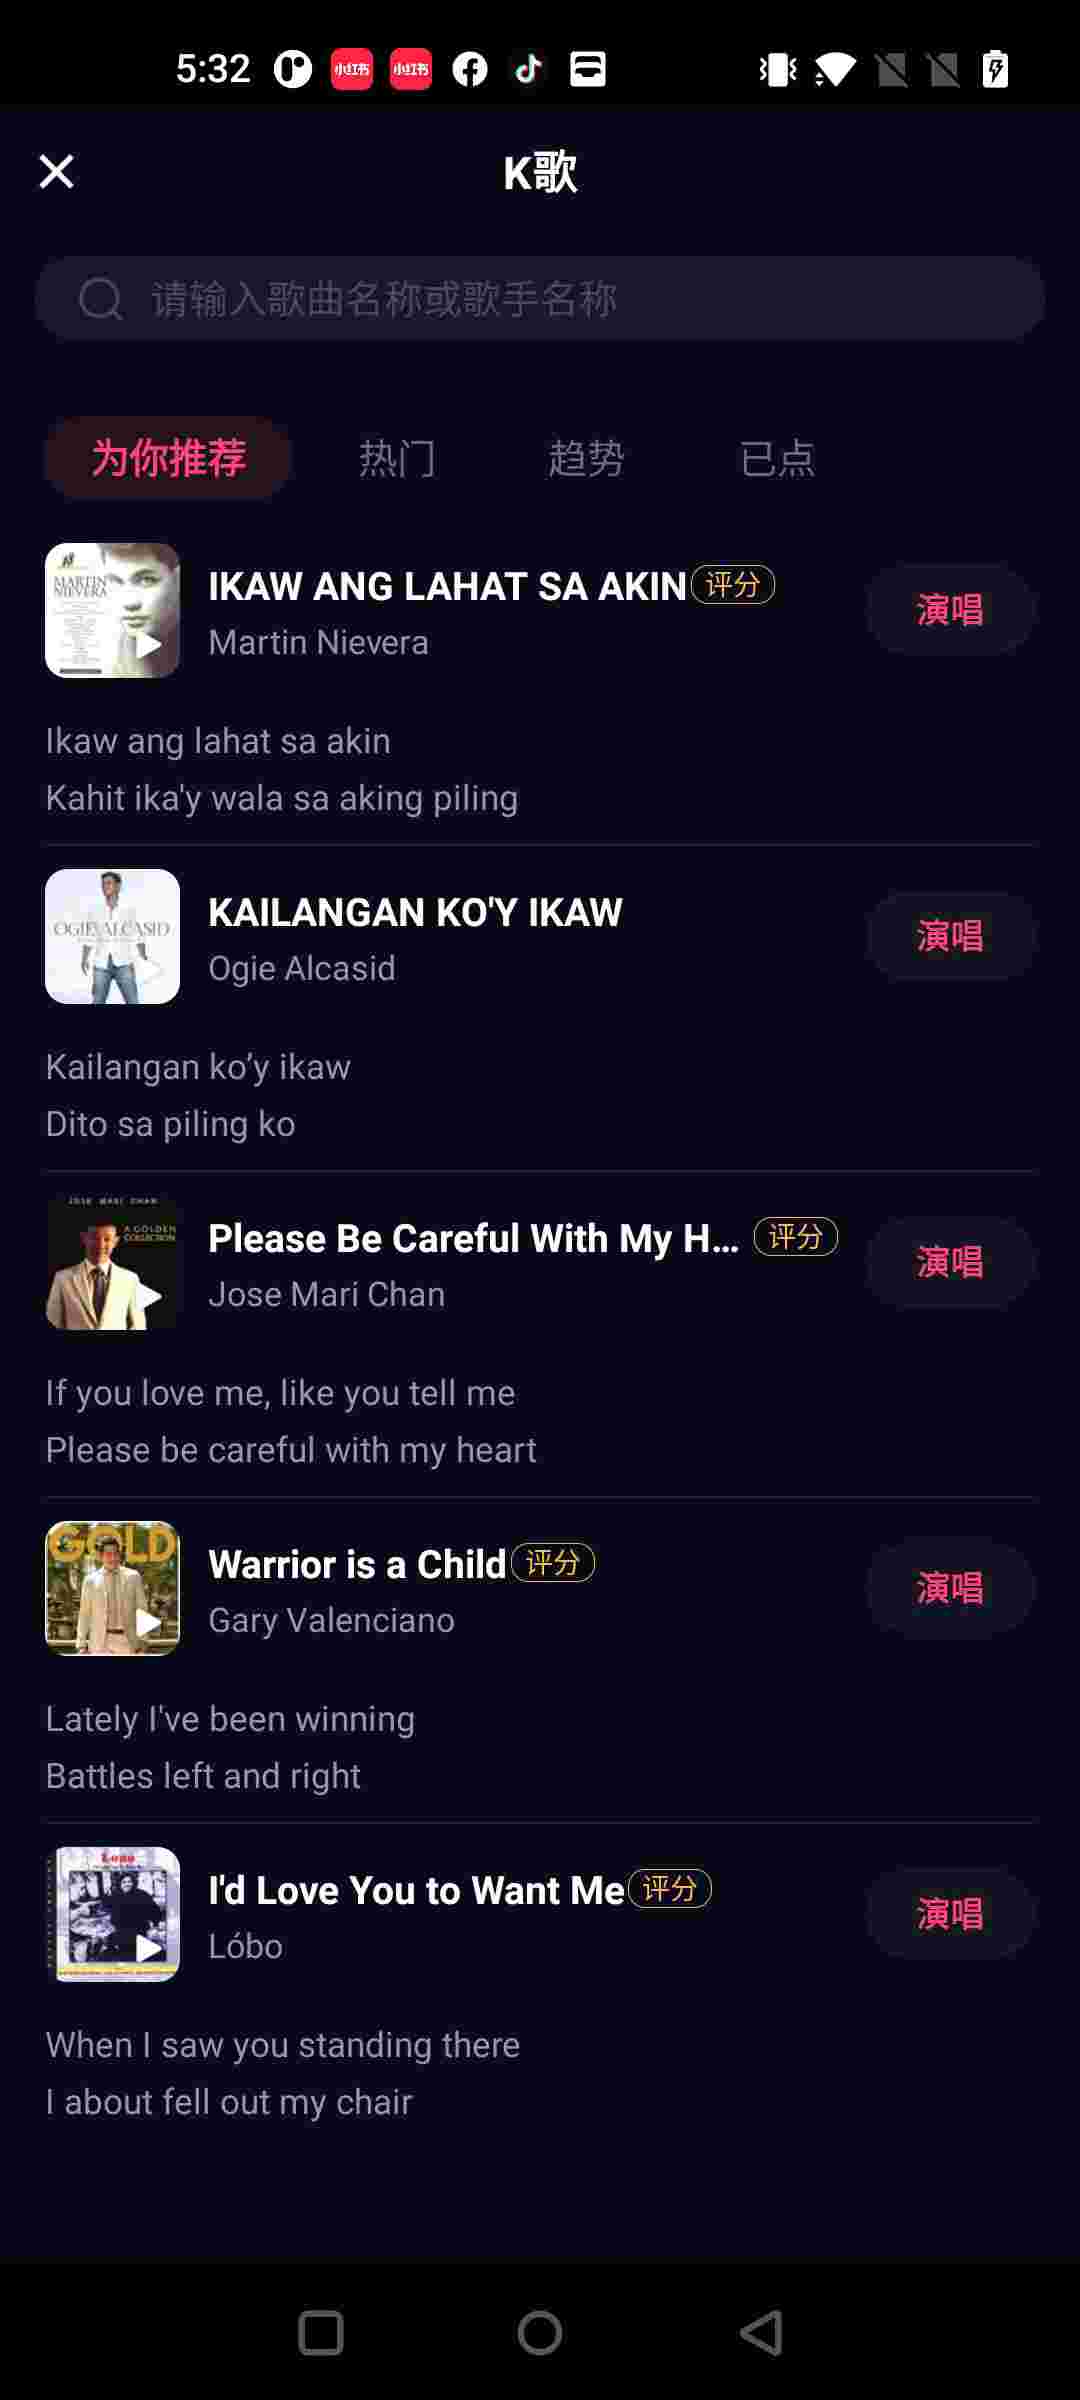 5:32
小红书
小红书
K歌
请输入歌曲名称或歌手名称
为你推荐
热门
趋势
已点
MARTIN
NIEVERA
IKAW ANG LAHAT SA AKIN
评分
Martin Nievera
演唱
Ikaw ang lahat sa akin
Kahit ika'y wala sa aking piling
OGIE ALCASID
KAILANGAN KO'Y IKAW
Ogie Alcasid
演唱
Kailangan ko’y ikaw
Dito sa piling ko
JOSE MARI CHAN
A GOLDEN
COLLECTION
Please Be Careful With My H...
评分
Jose Mari Chan
演唱
If you love me, like you tell me
Please be careful with my heart
GOLD
Warrior is a Child
评分
Gary Valenciano
演唱
Lately I've been winning
Battles left and right
Lobo
I'd Love You to Want Me
评分
Lóbo
演唱
When I saw you standing there
I about fell out my chair